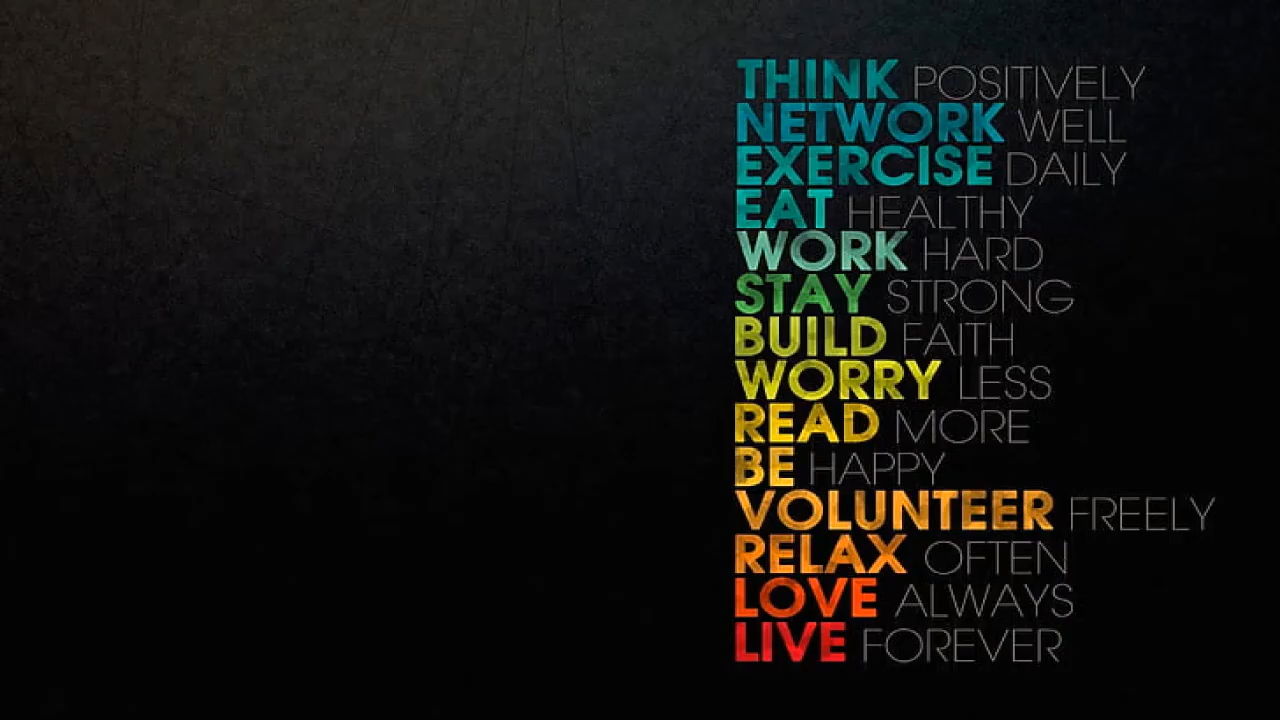 THINK POSITIVELY
NETWORK WELL
EXERCISE DAILY
EAT HEALTHY
WORK HARD
STAY STRONG
BUILD FAITH
WORRY LESS
READ MORE
BE HAPPY
VOLUNTEER FREELY
RELAX OFTEN
LOVE ALWAYS
LIVE FOREVER